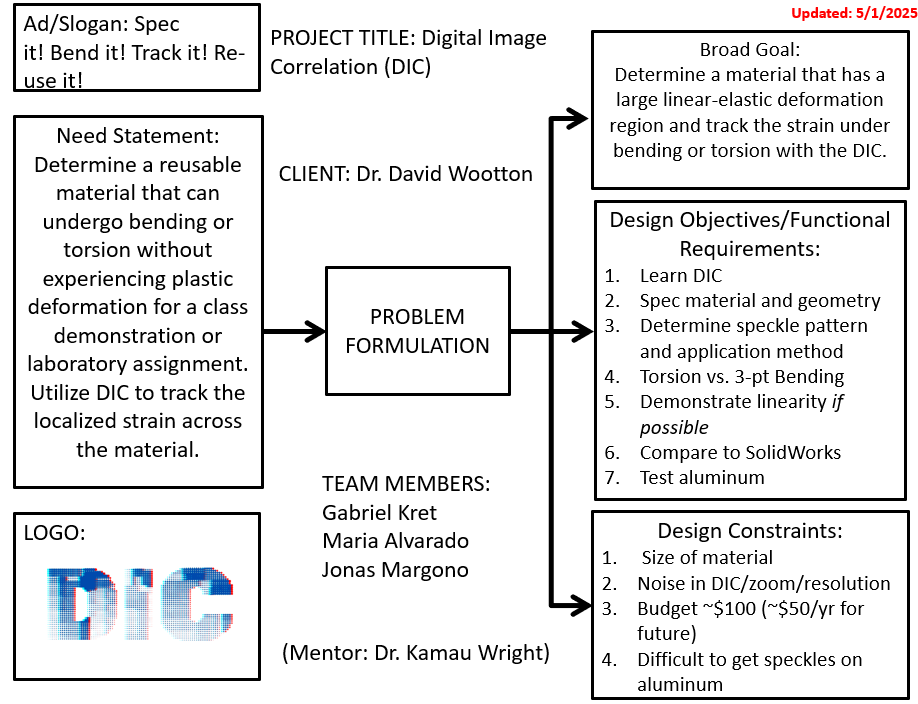 Updated: 5/1/2025
Ad/Slogan: Spec
it! Bend it! Track it! Re-
use it!
PROJECT TITLE: Digital Image
Correlation (DIC)
Need Statement:
Determine a reusable
material that can
undergo bending or
torsion without
experiencing plastic
deformation for a class
demonstration or
laboratory assignment.
Utilize DIC to track the
localized strain across
the material.
CLIENT: Dr. David Wootton
PROBLEM
FORMULATION
Broad Goal:
Determine a material that has a
large linear-elastic deformation
region and track the strain under
bending or torsion with the DIC.
Design Objectives/Functional
Requirements:
1. Learn DIC
2. Spec material and geometry
3. Determine speckle pattern
and application method
4. Torsion vs. 3-pt Bending
5. Demonstrate linearity if
possible
6. Compare to SolidWorks
7. Test aluminum
LOGO:
DiC
TEAM MEMBERS:
Gabriel Kret
Maria Alvarado
Jonas Margono
(Mentor: Dr. Kamau Wright)
Design Constraints:
1. Size of material
2. Noise in DIC/zoom/resolution
3. Budget ~$100 (~$50/yr for
future)
4. Difficult to get speckles on
aluminum